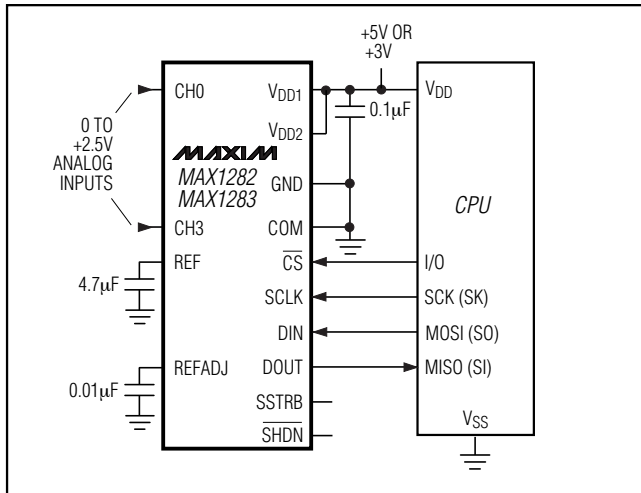 +5V OR
+3V
CH0
VDD1
VDD
0.1µF
VDD2
0 TO
+2.5V
ANALOG
INPUTS
MAXIM
MAX1282
MAX1283
GND
CPU
CH3
COM
REF
CS
I/O
4.7µF
SCLK
SCK (SK)
DIN
MOSI (SO)
REFADJ
DOUT
MISO (SI)
0.01µF
SSTRB
SHDN
VSS